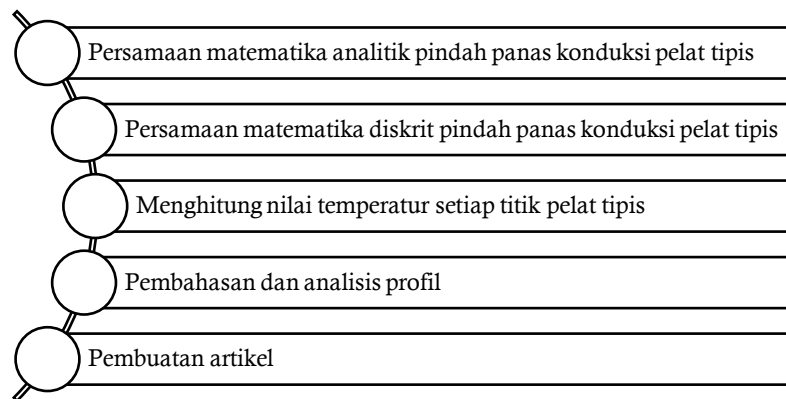 Persamaan matematika analitik pindah panas konduksi pelat tipis
Persamaan matematika diskrit pindah panas konduksi pelat tipis
Menghitung nilai temperatur setiap titik pelat tipis
Pembahasan dan analisis profil
Pembuatan artikel